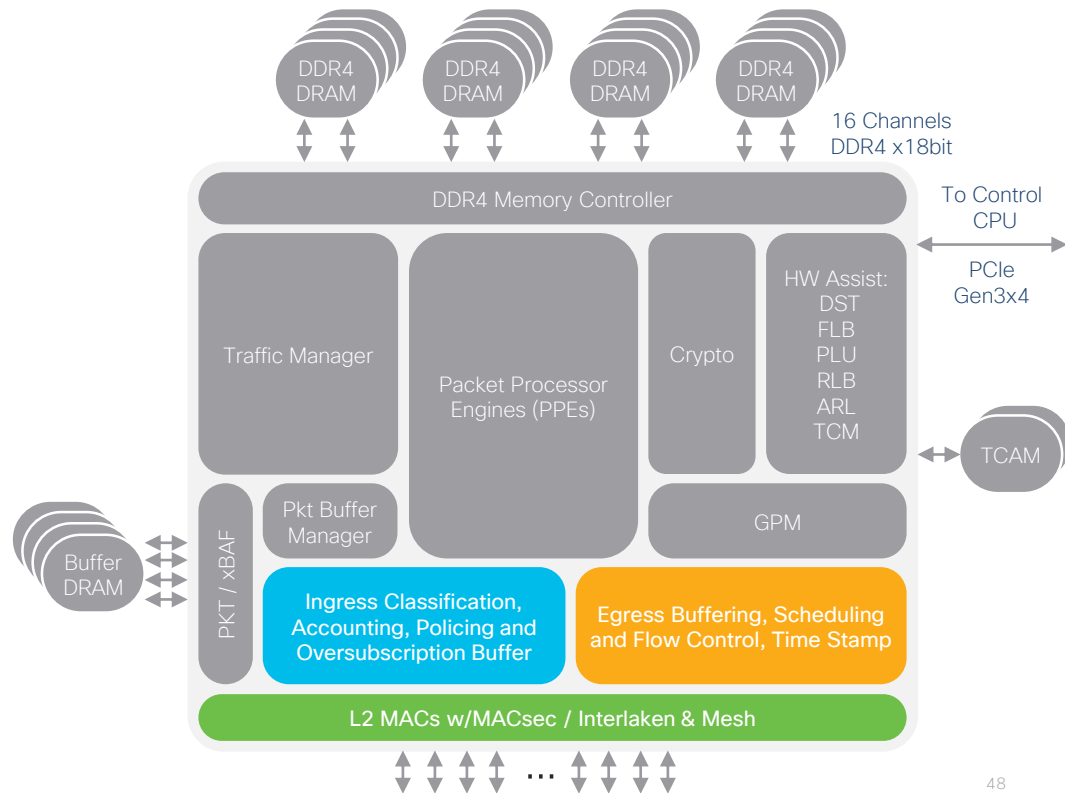 DDR4
DRAM
DDR4
DRAM
DDR4
DRAM
DDR4
DRAM
16 Channels
DDR4 x18bit
DDR4 Memory Controller
To Control
CPU
PCIe
Gen3x4
Traffic Manager
Packet Processor
Engines (PPEs)
Crypto
HW Assist:
DST
FLB
PLU
RLB
ARL
TCM
TCAM
Pkt Buffer
Manager
GPM
Buffer
DRAM
PKT / xBAF
Ingress Classification,
Accounting, Policing and
Oversubscription Buffer
Egress Buffering, Scheduling
and Flow Control, Time Stamp
L2 MACs w/MACsec / Interlaken & Mesh
...
48